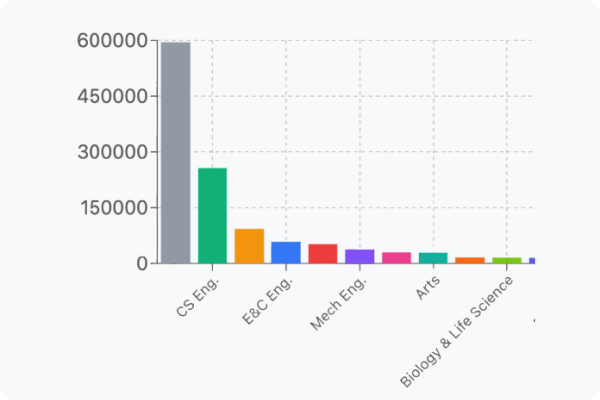 600000
450000
300000
150000
0
CS Eng.
E&C Eng.
Mech Eng.
Arts
Biology & Life Science